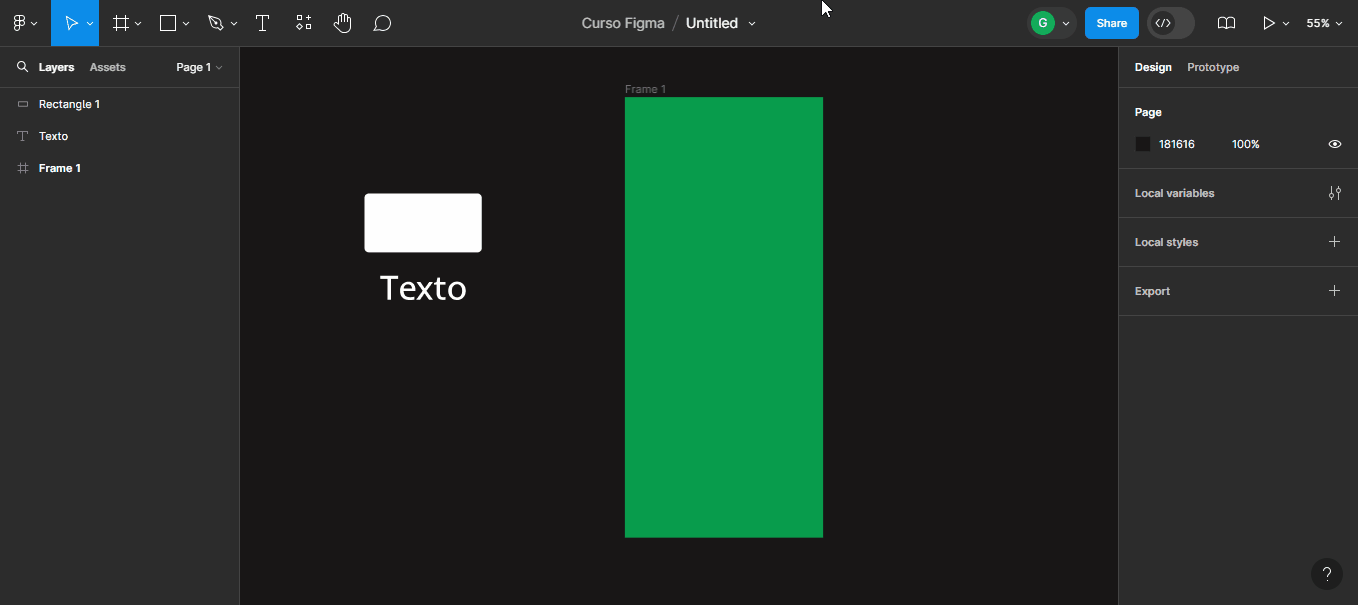 Curso Figma / Untitled
G
Share
55%
Layers
Assets
Page 1
Rectangle 1
Texto
Frame 1
Frame 1
Texto
Design
Prototype
Page
181616
100%
Local variables
Local styles
Export
?